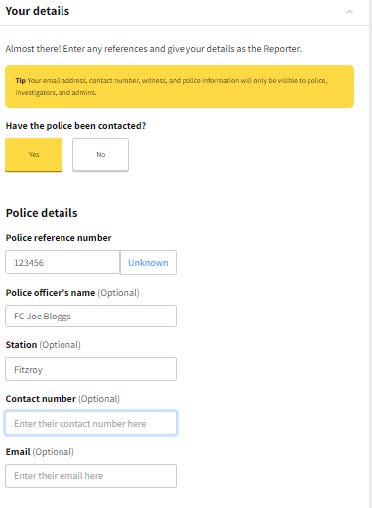 Your details
Almost there! Enter any references and give your details as the Reporter.
Tip Your email address, contact number, witness, and police information will only be visible to police,
investigators, and admins.
Have the police been contacted?
Yes No
Police details
Police reference number
123456 Unknown
Police officer's name (Optional)
FC Joe Bloggs
Station (Optional)
Fitzroy
Contact number (Optional)
Enter their contact number here
Email (Optional)
Enter their email here